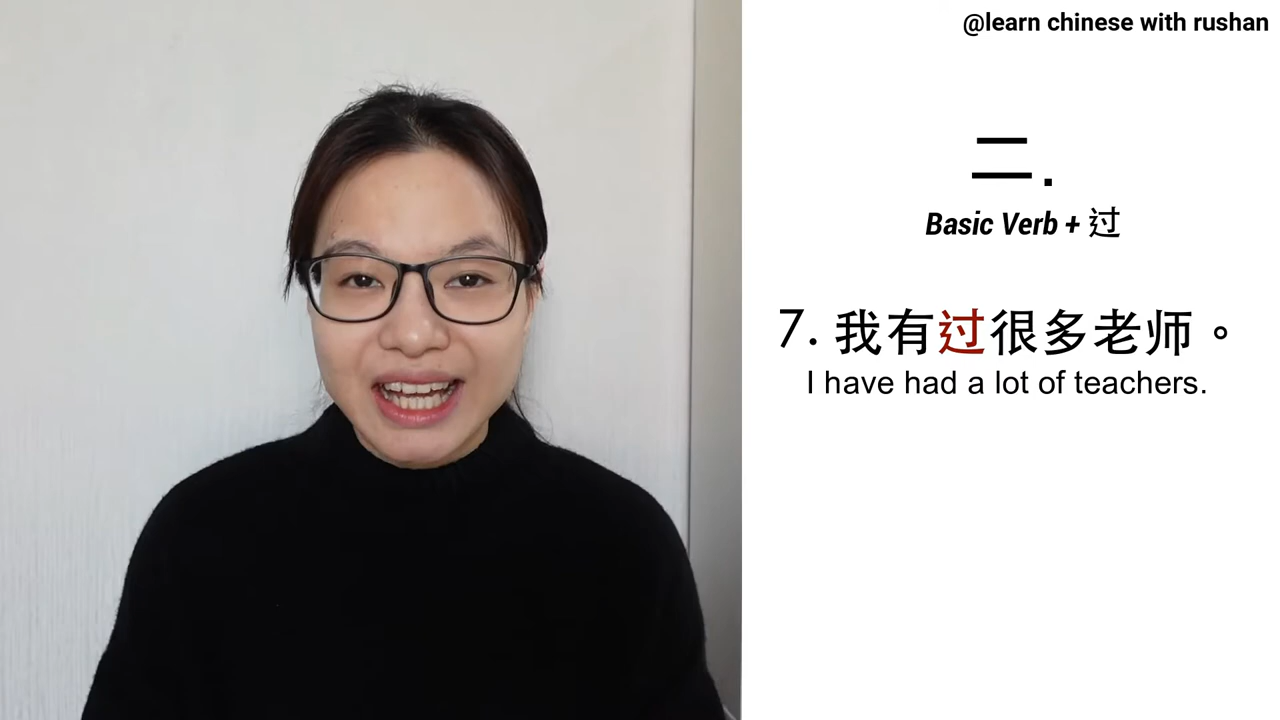 @learn chinese with rushan
二.
Basic Verb + 过
7. 我有过很多老师。
I have had a lot of teachers.